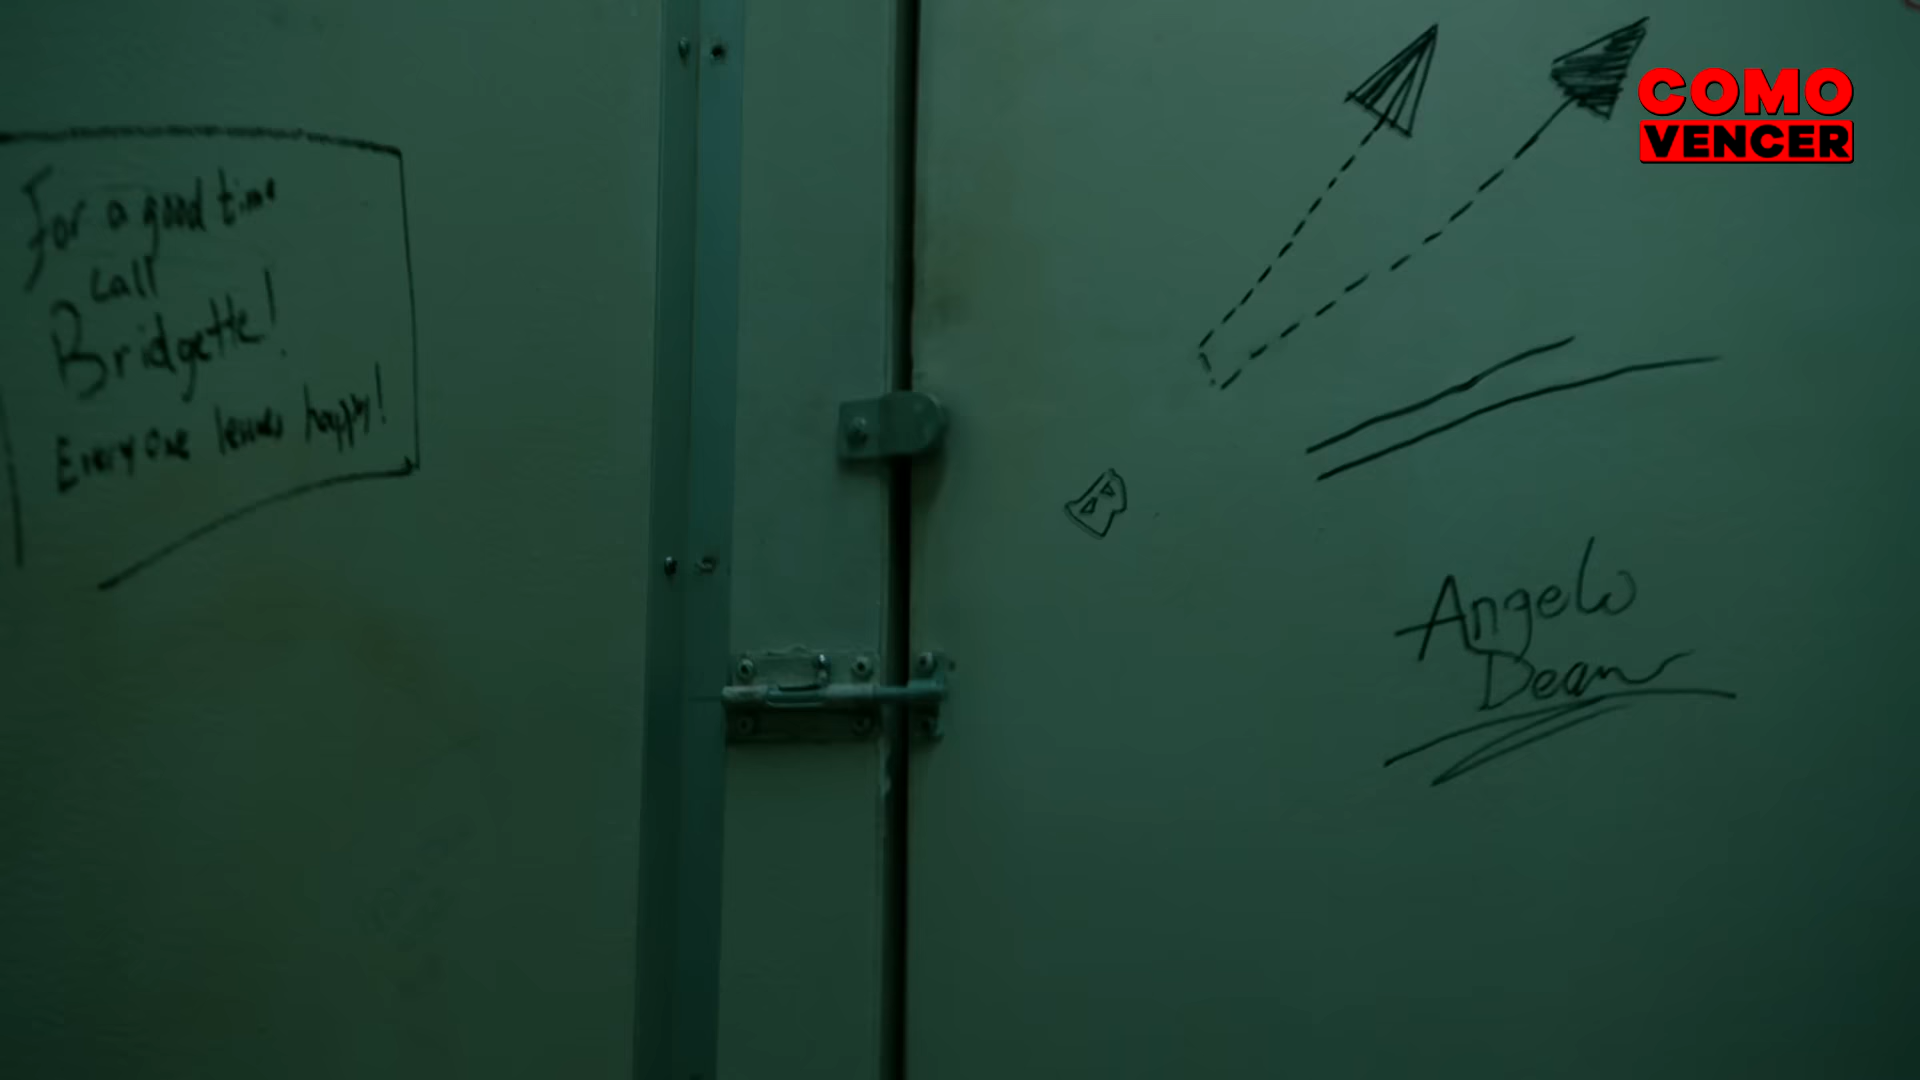 For a good time
call
Bridgette!
Everyone leaves happy!
COMO
VENCER
Angelo
Dean
B